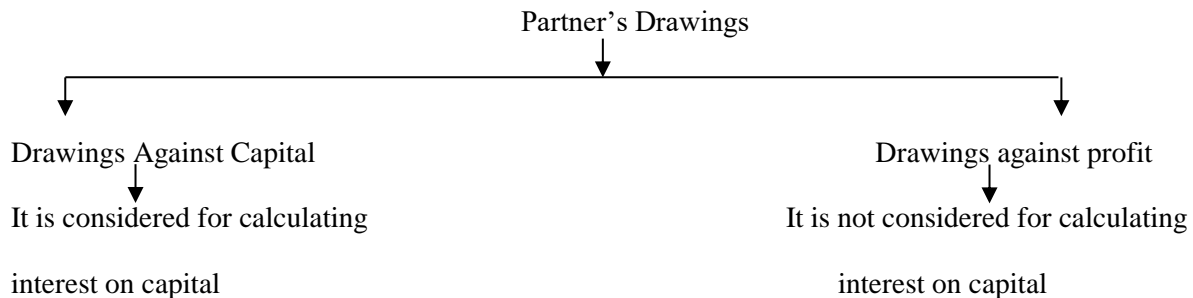 Partner’s Drawings
Drawings Against Capital
It is considered for calculating
interest on capital
Drawings against profit
It is not considered for calculating
interest on capital